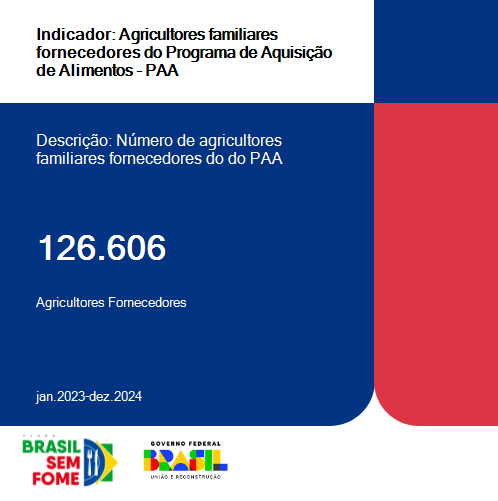 Indicador: Agricultores familiares
fornecedores do Programa de Aquisição
de Alimentos - PAA
Descrição: Número de agricultores
familiares fornecedores do do PAA
126.606
Agricultores Fornecedores
jan.2023-dez.2024
PLANO
BRASIL
SEM
FOME
GOVERNO FEDERAL
BRASIL
UNIÃO E RECONSTRUÇÃO